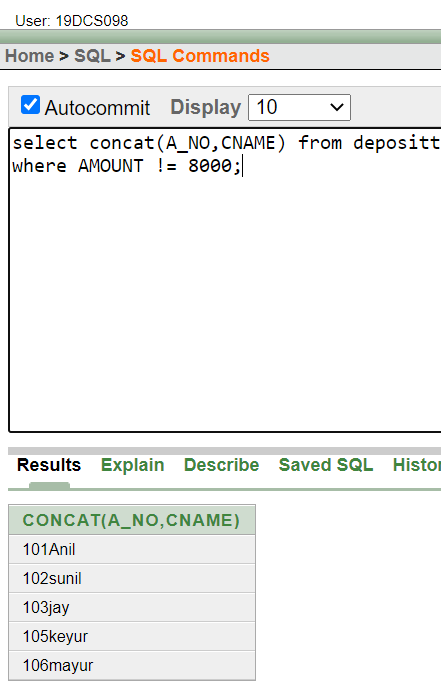 User: 19DCS098
Home > SQL > SQL Commands
Autocommit Display 10
select concat(A_NO,CNAME) from depositt
where AMOUNT != 8000;
Results Explain Describe Saved SQL Histor
CONCAT(A_NO,CNAME)
101Anil
102sunil
103jay
105keyur
106mayur